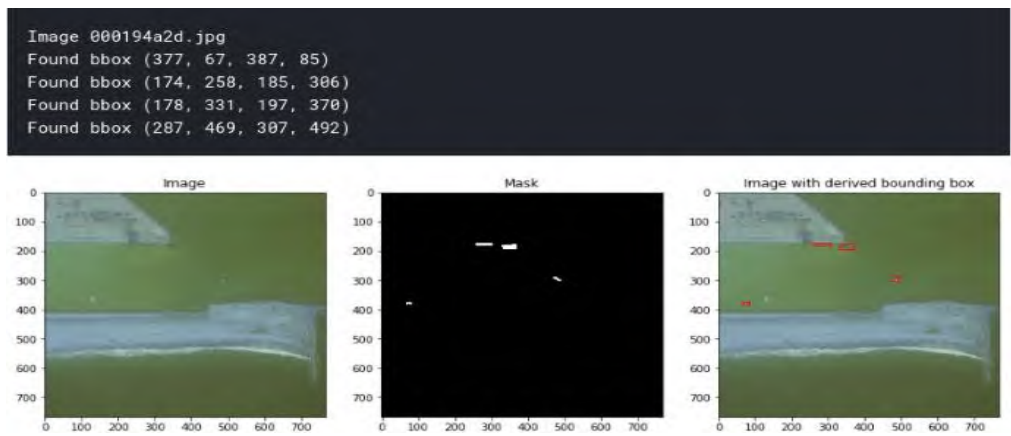 Image 000194a2d.jpg
Found bbox (377, 67, 387, 85)
Found bbox (174, 258, 185, 306)
Found bbox (178, 331, 197, 370)
Found bbox (287, 469, 307, 492)
Image
0
100
200
300
400
500
600
700
0 100 200 300 400 500 600 700
Mask
0
100
200
300
400
500
600
700
0 100 200 300 400 500 600 700
Image with derived bounding box
0
100
200
300
400
500
600
700
0 100 200 300 400 500 600 700